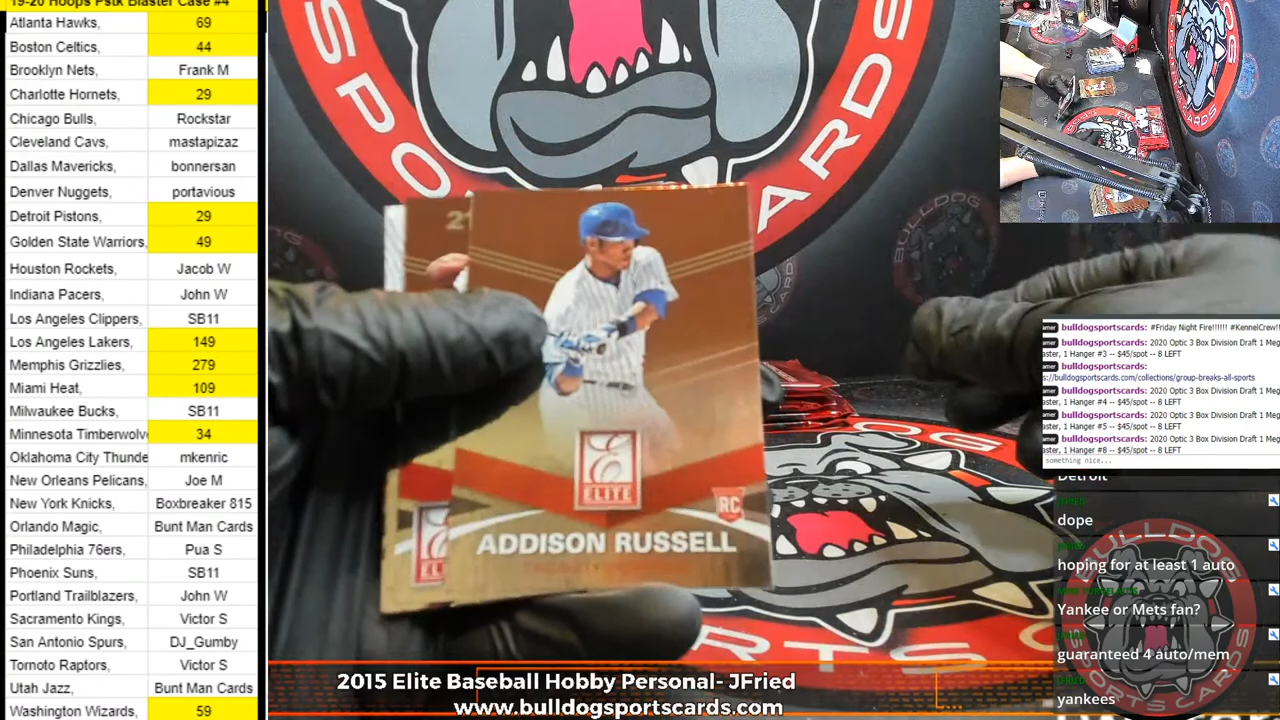 19-20 Hoops Pstk Blaster Case #4
Atlanta Hawks, 69
Boston Celtics, 44
Brooklyn Nets, Frank M
Charlotte Hornets, 29
Chicago Bulls, Rockstar
Cleveland Cavs, mastapizaz
Dallas Mavericks, bonnersan
Denver Nuggets, portavious
Detroit Pistons, 29
Golden State Warriors, 49
Houston Rockets, Jacob W
Indiana Pacers, John W
Los Angeles Clippers, SB11
Los Angeles Lakers, 149
Memphis Grizzlies, 279
Miami Heat, 109
Milwaukee Bucks, SB11
Minnesota Timberwolv 34
Oklahoma City Thunde mkenric
New Orleans Pelicans, Joe M
New York Knicks, Boxbreaker 815
Orlando Magic, Bunt Man Cards
Philadelphia 76ers, Pua S
Phoenix Suns, SB11
Portland Trailblazers, John W
Sacramento Kings, Victor S
San Antonio Spurs, DJ_Gumby
Tornoto Raptors, Victor S
Utah Jazz, Bunt Man Cards
Washington Wizards, 59
SPO
CARDS
BULLDOG
2
E
ELITE
RC
ADDISON RUSSELL
ELI
OG
RTS
2015 Elite Baseball Hobby Personal- JFried
www.bulldogsportscards.com
bulldogsportscards: #Friday Night Fire!!!!!! #KennelCrew!!
bulldogsportscards: 2020 Optic 3 Box Division Draft 1 Meg
aster, 1 Hanger #3 -- $45/spot -- 8 LEFT
bulldogsportscards:
s://bulldogsportscards.com/collections/group-breaks-all-sports
bulldogsportscards: 2020 Optic 3 Box Division Draft 1 Meg
aster, 1 Hanger #4 -- $45/spot -- 8 LEFT
bulldogsportscards: 2020 Optic 3 Box Division Draft 1 Meg
aster, 1 Hanger #5 -- $45/spot -- 8 LEFT
bulldogsportscards: 2020 Optic 3 Box Division Draft 1 Meg
aster, 1 Hanger #8 -- $45/spot -- 8 LEFT
something nice...
Detroit
dope
hoping for at least 1 auto
Yankee or Mets fan?
guaranteed 4 auto/mem
yankees
BULLDOG
CARDS